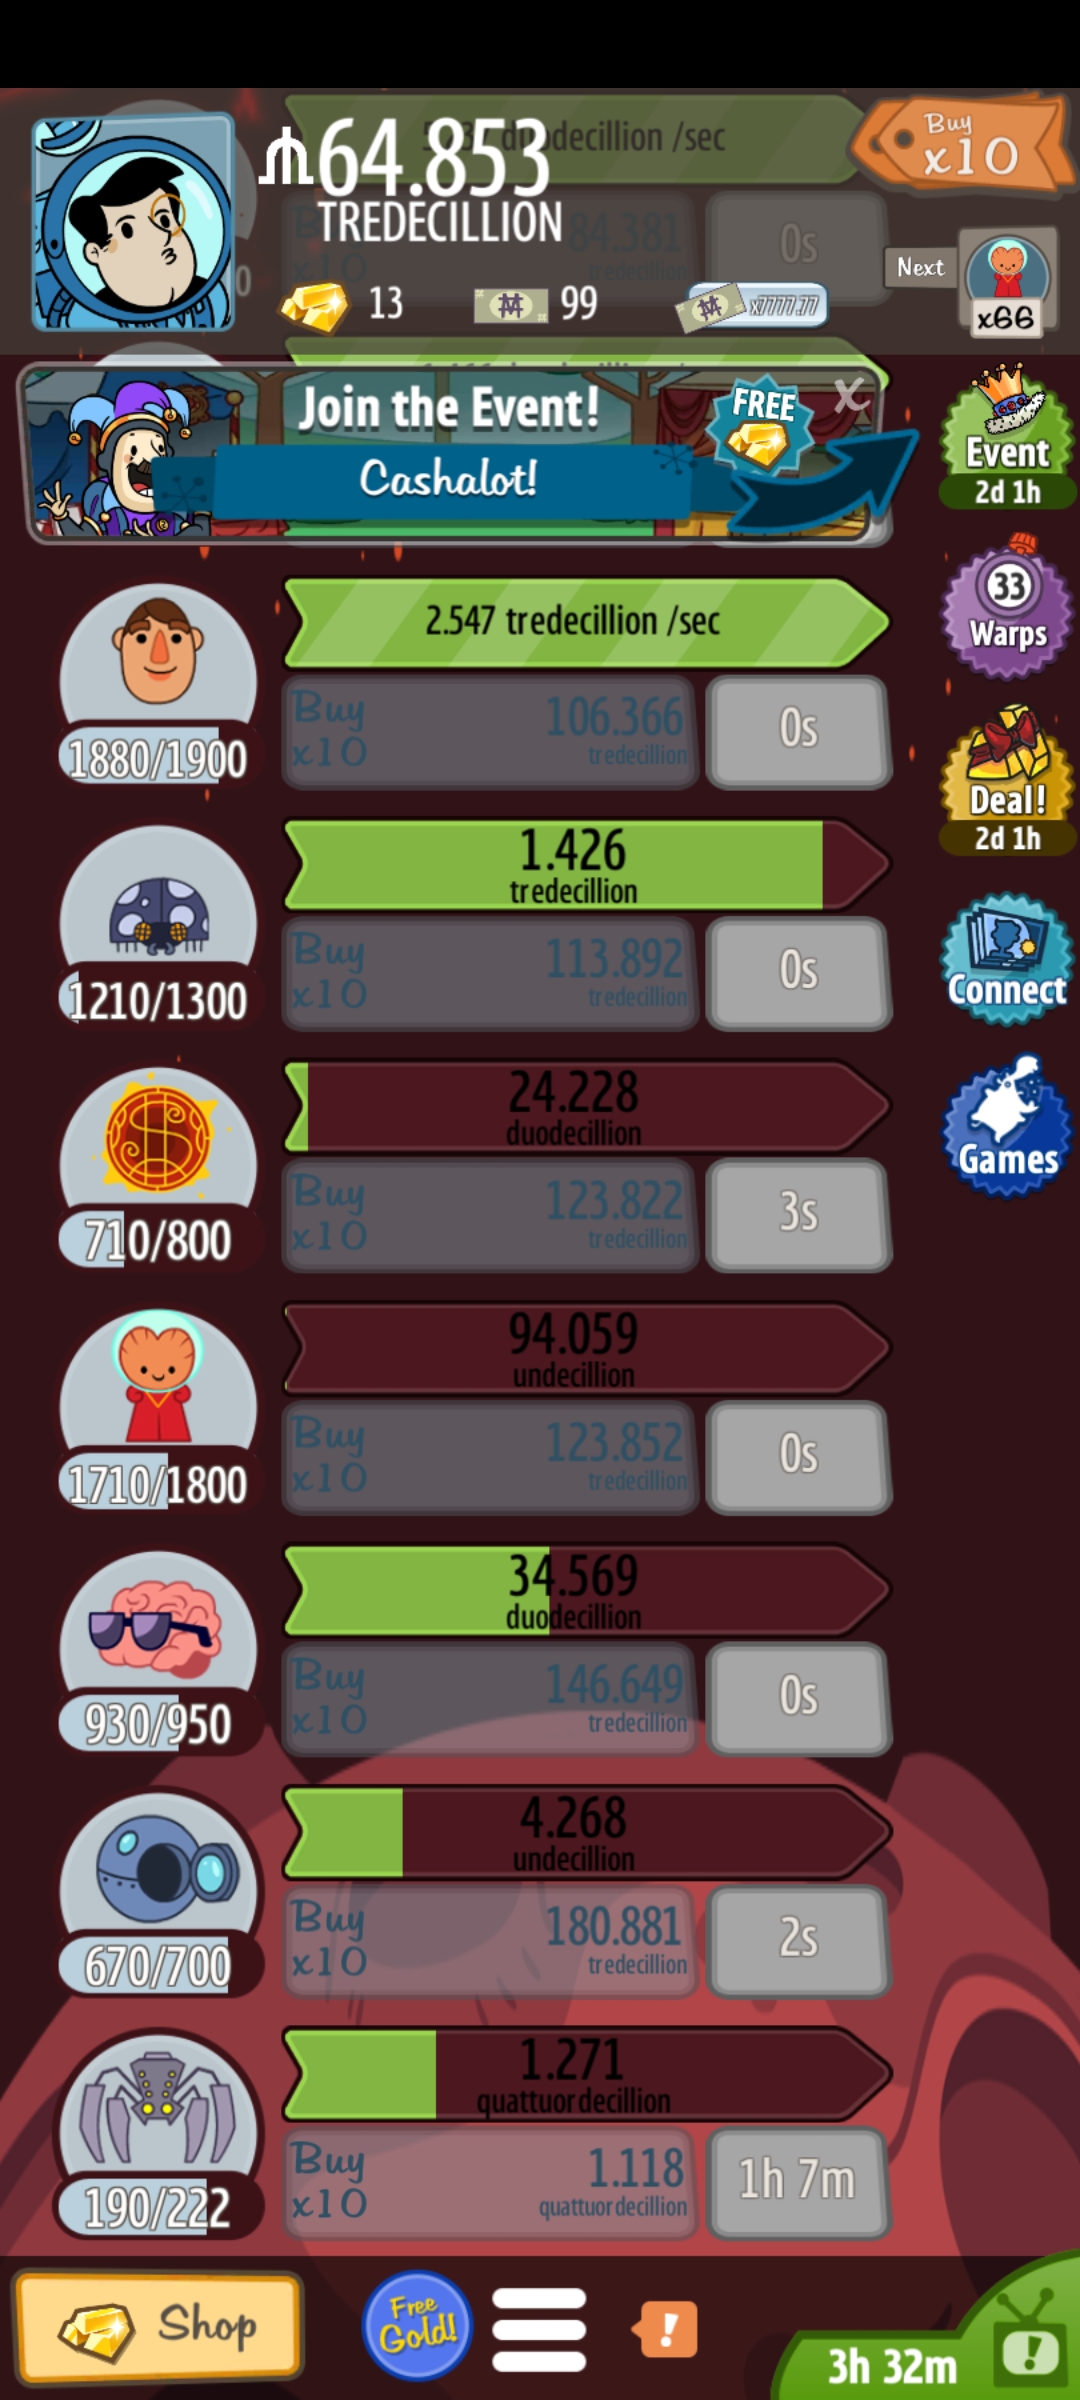 duodecillion /sec
64.853
TREDECILLION
Buy
x10
Buy
x10
84.381
tredecillion
0s
13
99
x7777.77
Next
x66
Join the Event!
FREE
X
Cashalot!
Event
2d 1h
2.547 tredecillion /sec
1880/1900
Buy
x10
106.366
tredecillion
0s
33
Warps
Deal!
2d 1h
1.426
tredecillion
1210/1300
Buy
x10
113.892
tredecillion
0s
Connect
24.228
duodecillion
710/800
Buy
x10
123.822
tredecillion
3s
Games
94.059
undecillion
1710/1800
Buy
x10
123.852
tredecillion
0s
34.569
duodecillion
930/950
Buy
x10
146.649
tredecillion
0s
4.268
undecillion
670/700
Buy
x10
180.881
tredecillion
2s
1.271
quattuordecillion
190/222
Buy
x10
1.118
quattuordecillion
1h 7m
Shop
Free
Gold!
!
3h 32m
!